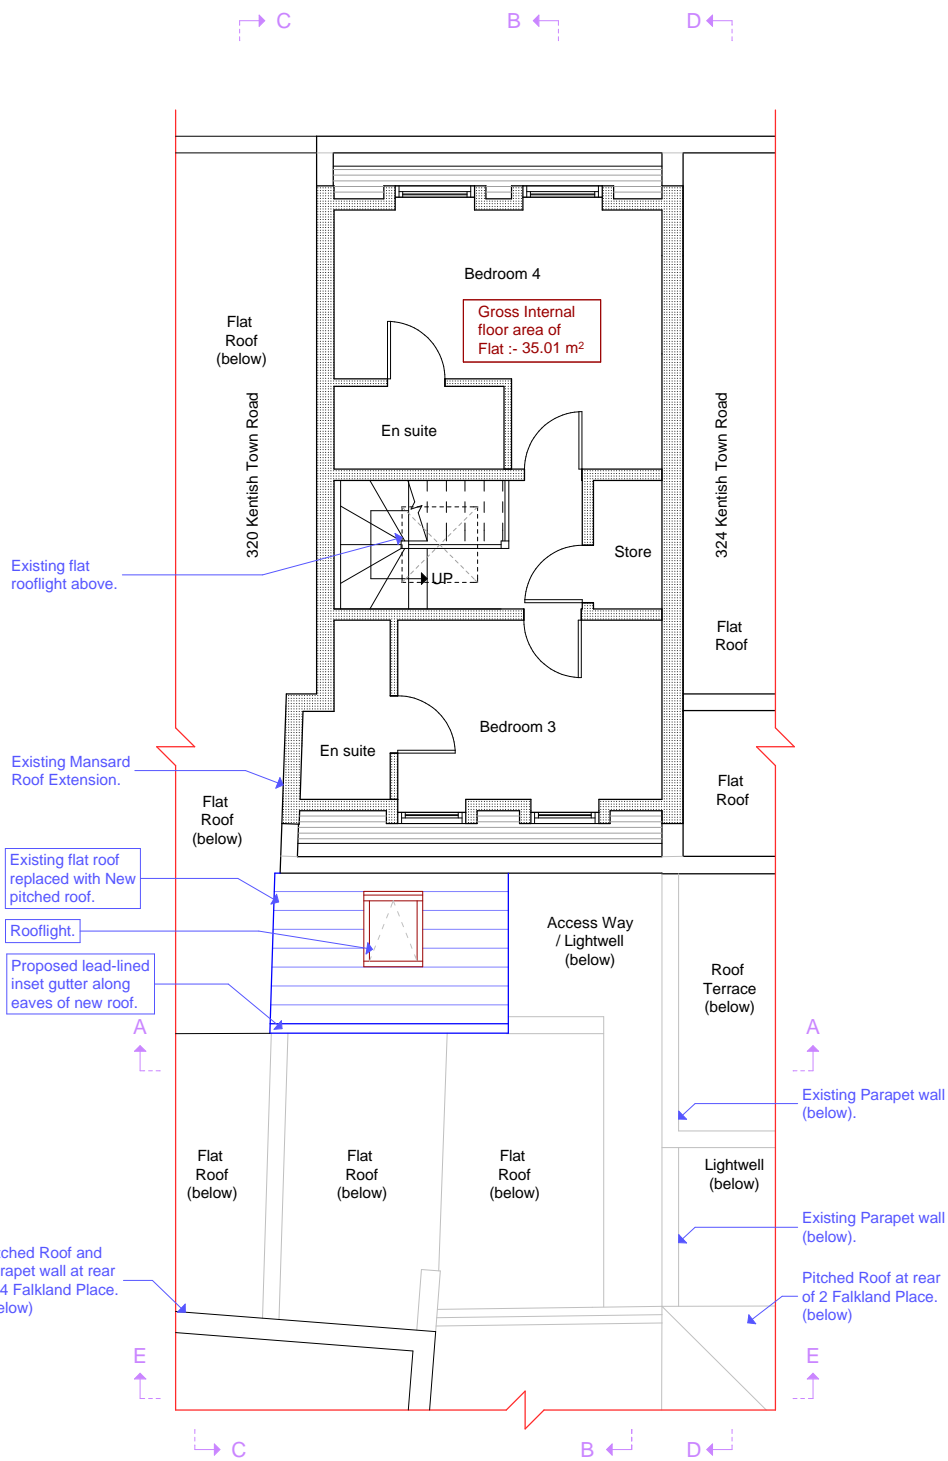 C
B
D
Bedroom 4
Gross Internal
floor area of
Flat :- 35.01 m²
Flat
Roof
(below)
320 Kentish Town Road
En suite
324 Kentish Town Road
Existing flat
rooflight above.
UP
Store
Flat
Roof
Bedroom 3
En suite
Existing Mansard
Roof Extension.
Flat
Roof
Flat
Roof
(below)
Existing flat roof
replaced with New
pitched roof.
Rooflight.
Proposed lead-lined
inset gutter along
eaves of new roof.
Access Way
/ Lightwell
(below)
Roof
Terrace
(below)
A
A
Existing Parapet wall
(below).
Flat
Roof
(below)
Flat
Roof
(below)
Flat
Roof
(below)
Lightwell
(below)
Existing Parapet wall
(below).
tched Roof and
rapet wall at rear
4 Falkland Place.
elow)
Pitched Roof at rear
of 2 Falkland Place.
(below)
E
E
C
B
D